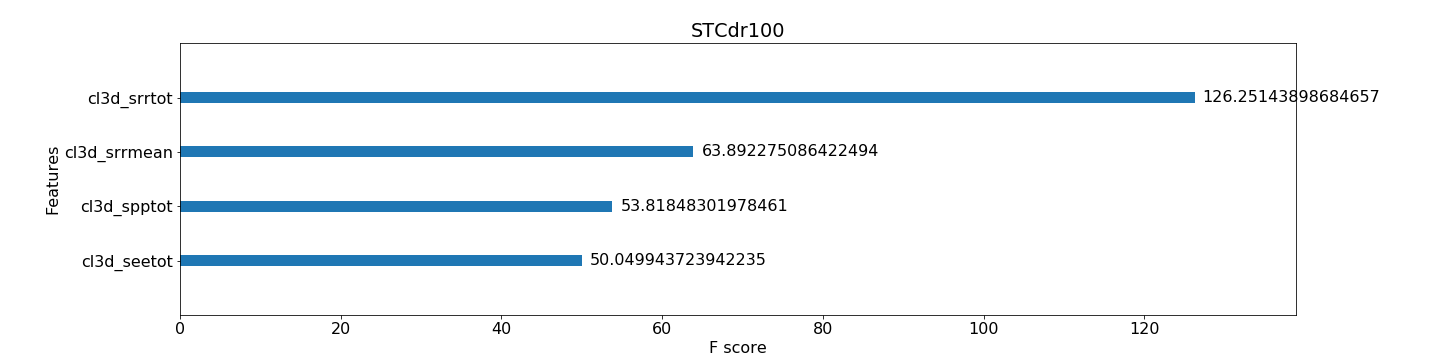 STCdr100
cl3d_srrtot
126.25143898684657
cl3d_srrmean
63.892275086422494
cl3d_spptot
53.81848301978461
cl3d_seetot
50.049943723942235
Features
0 20 40 60 80 100 120
F score